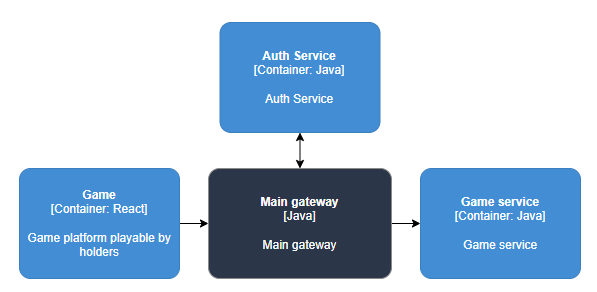 Auth Service
[Container: Java]
Auth Service
Game
[Container: React]
Game platform playable by
holders
Main gateway
[Java]
Main gateway
Game service
[Container: Java]
Game service